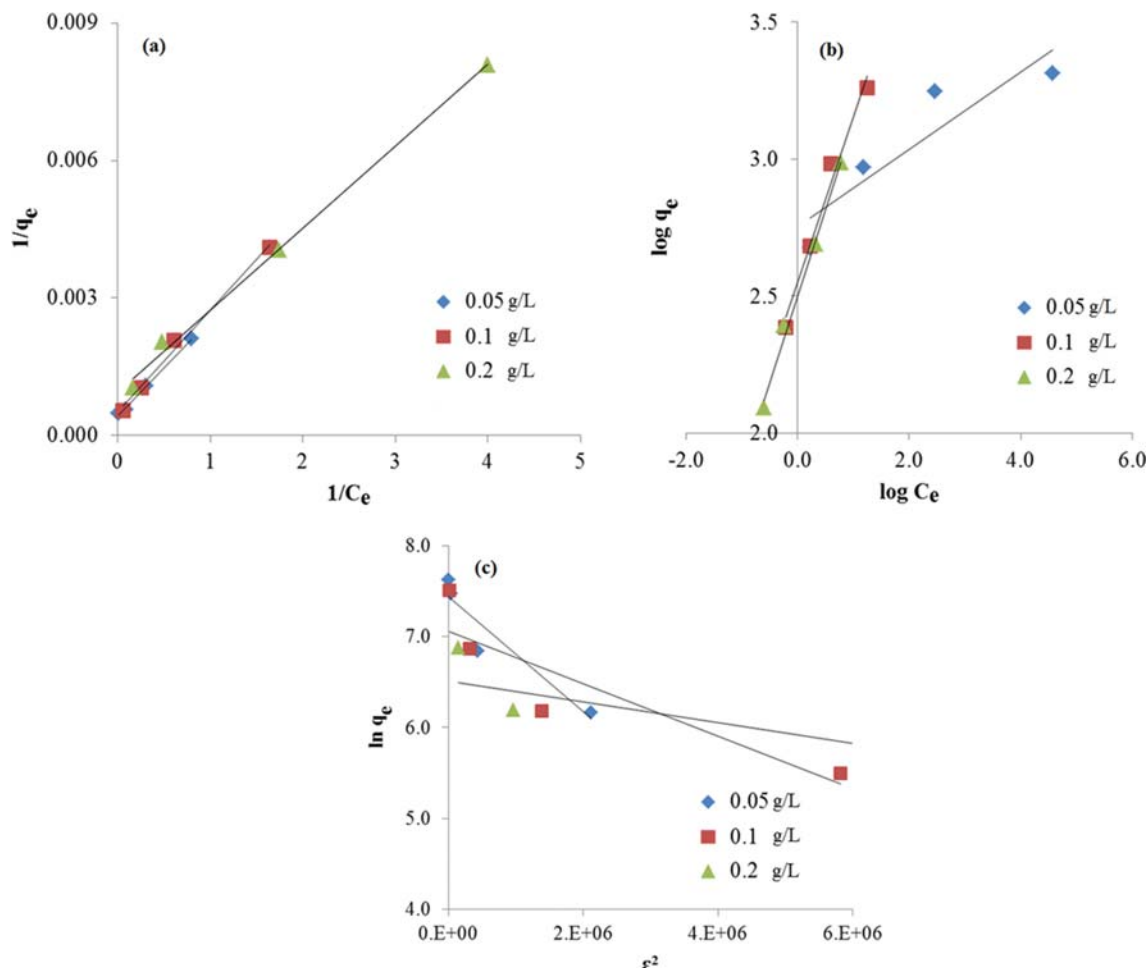 (a)
0.009
0.006
0.003
0.000
1/qe
0.05 g/L
0.1 g/L
0.2 g/L
0 1 2 3 4 5
1/Ce
(b)
3.5
3.0
2.5
2.0
log qe
0.05 g/L
0.1 g/L
0.2 g/L
-2.0 0.0 2.0 4.0 6.0
log Ce
(c)
8.0
7.0
6.0
5.0
4.0
ln qe
0.05 g/L
0.1 g/L
0.2 g/L
0.E+00 2.E+06 4.E+06 6.E+06
ε²